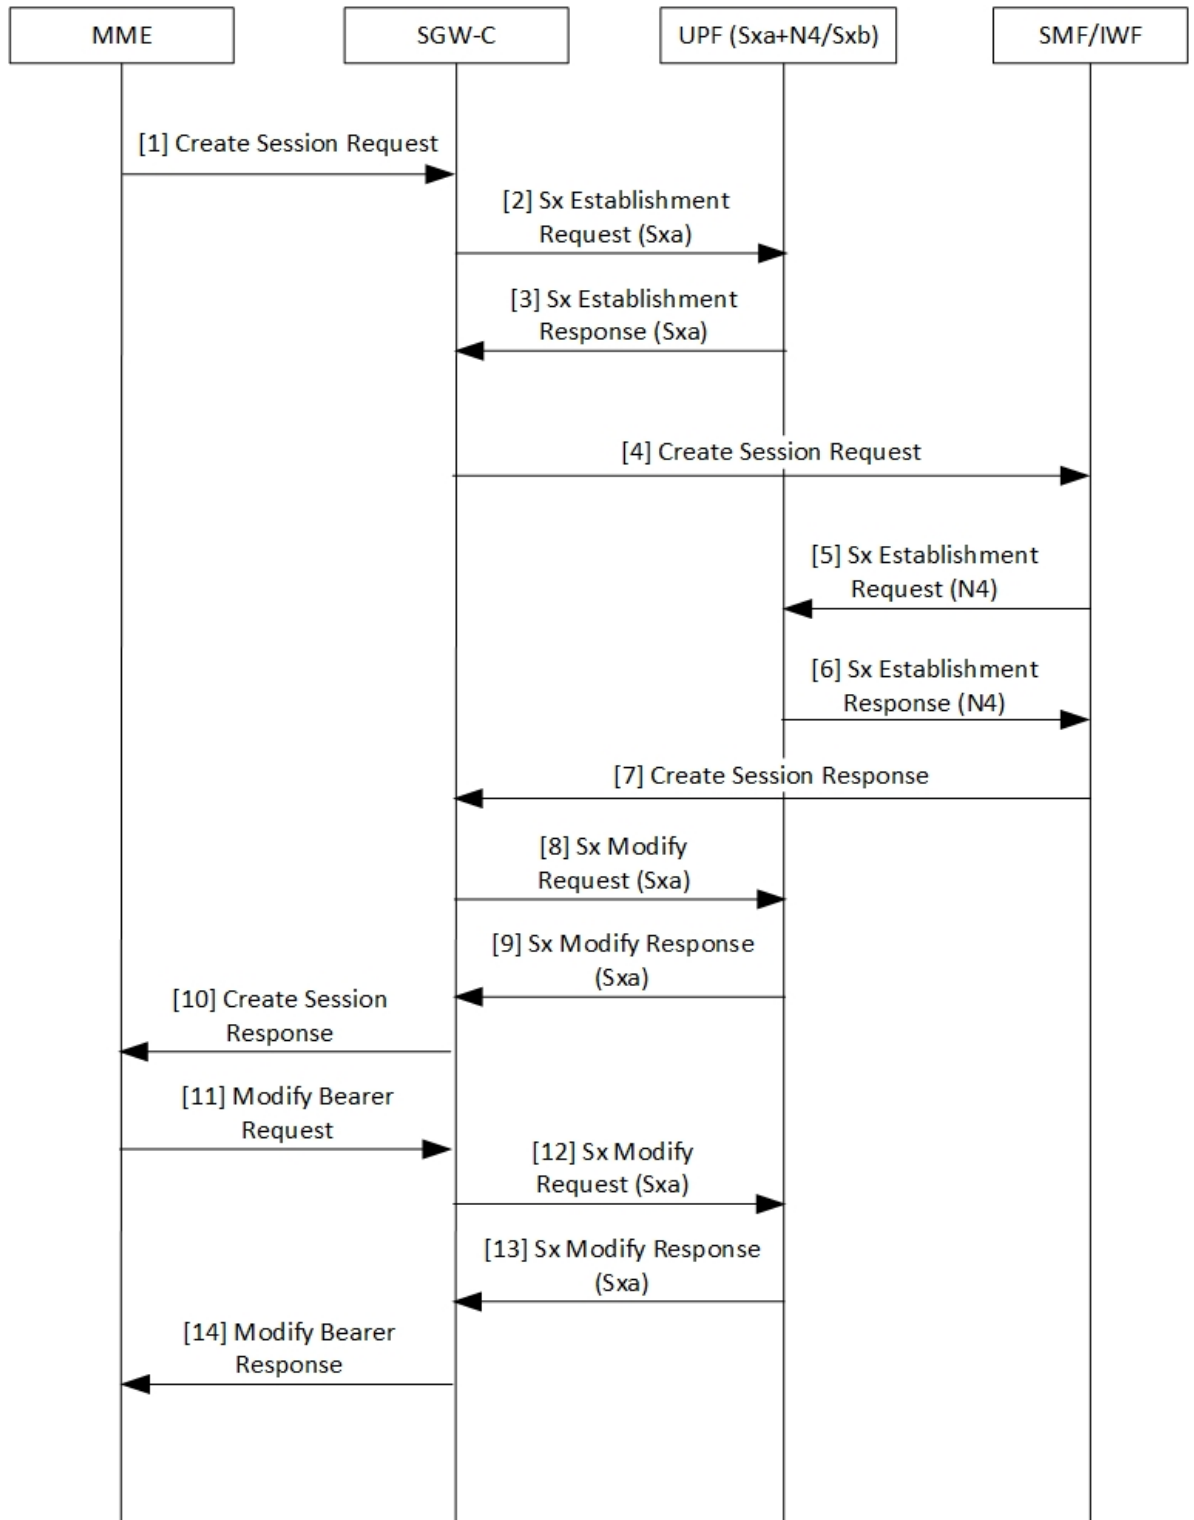 MME
SGW-C
UPF (Sxa+N4/Sxb)
SMF/IWF
[1] Create Session Request
[2] Sx Establishment
Request (Sxa)
[3] Sx Establishment
Response (Sxa)
[4] Create Session Request
[5] Sx Establishment
Request (N4)
[6] Sx Establishment
Response (N4)
[7] Create Session Response
[8] Sx Modify
Request (Sxa)
[9] Sx Modify Response
(Sxa)
[10] Create Session
Response
[11] Modify Bearer
Request
[12] Sx Modify
Request (Sxa)
[13] Sx Modify Response
(Sxa)
[14] Modify Bearer
Response